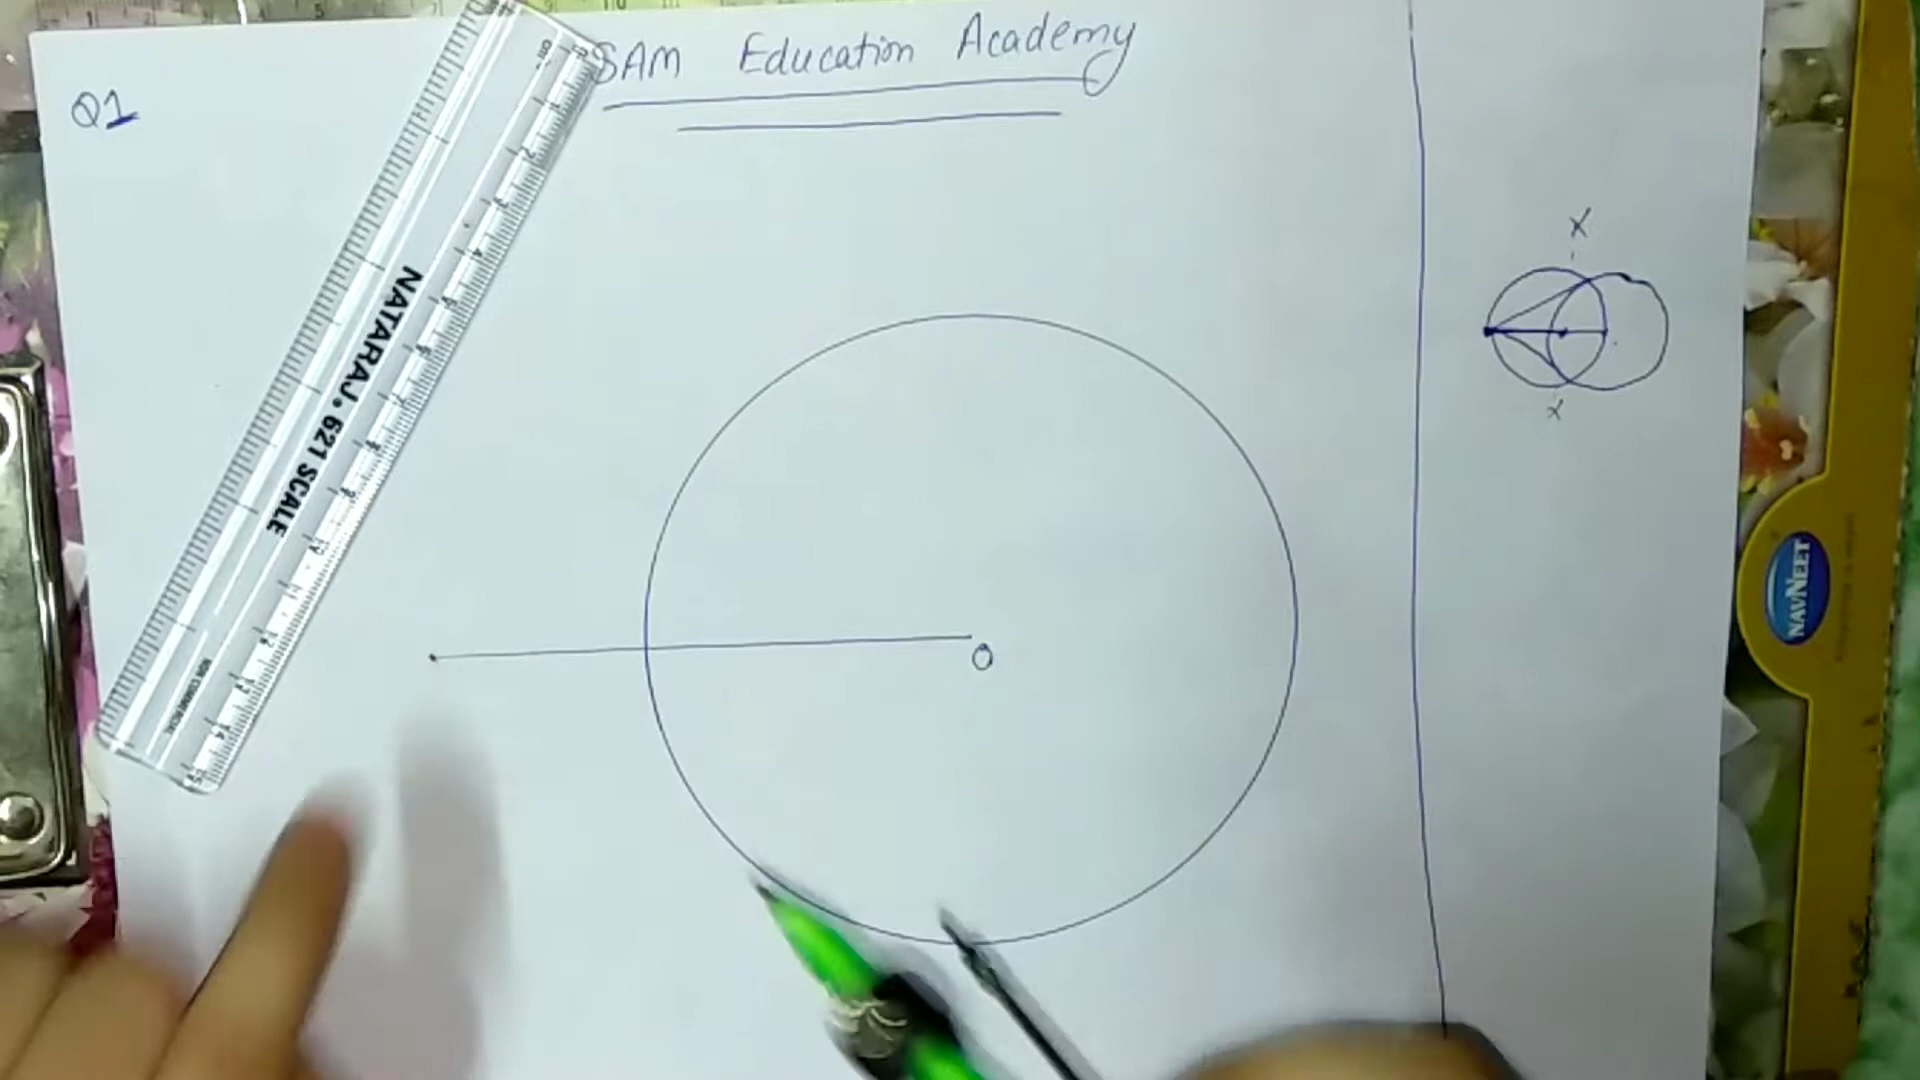 SAM Education Academy
Q1
NATARAJ. 621 SCALE
X
O
x
NAVNEET